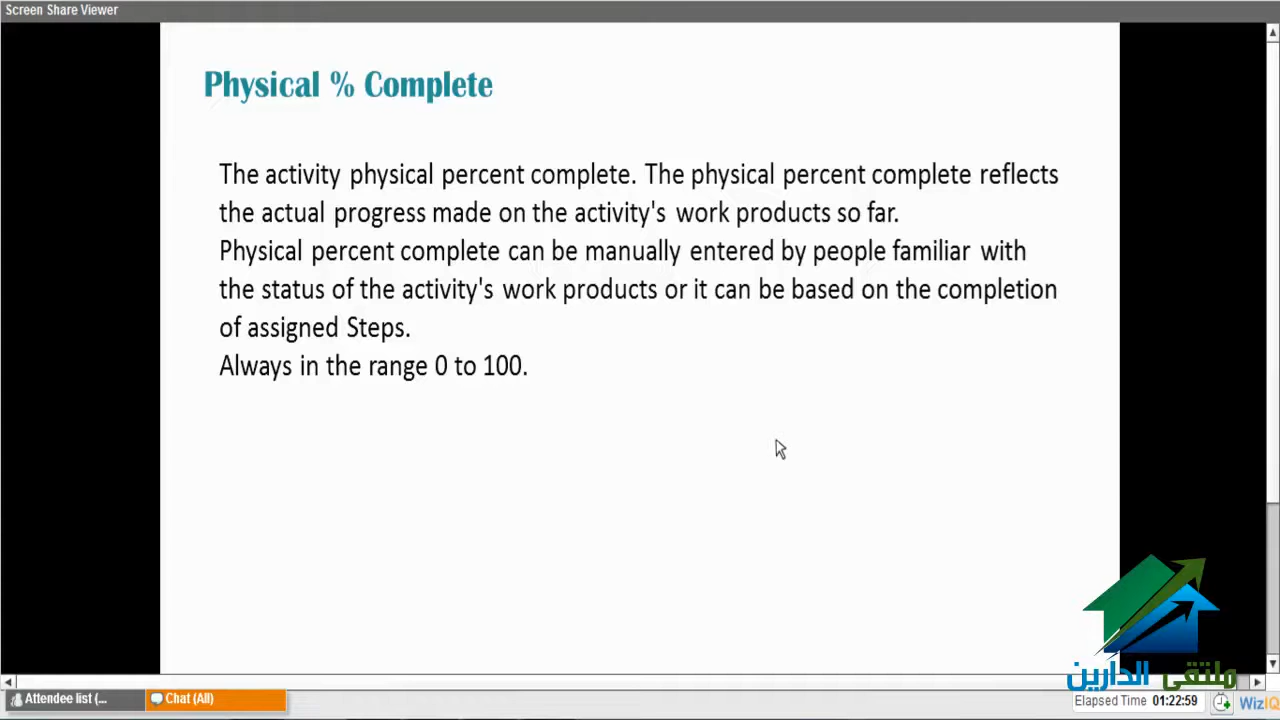 Screen Share Viewer
Physical % Complete
The activity physical percent complete. The physical percent complete reflects
the actual progress made on the activity's work products so far.
Physical percent complete can be manually entered by people familiar with
the status of the activity's work products or it can be based on the completion
of assigned Steps.
Always in the range 0 to 100.
ملتقى الدارين
Attendee list (...
Chat (All)
Elapsed Time 01:22:59
WizIQ